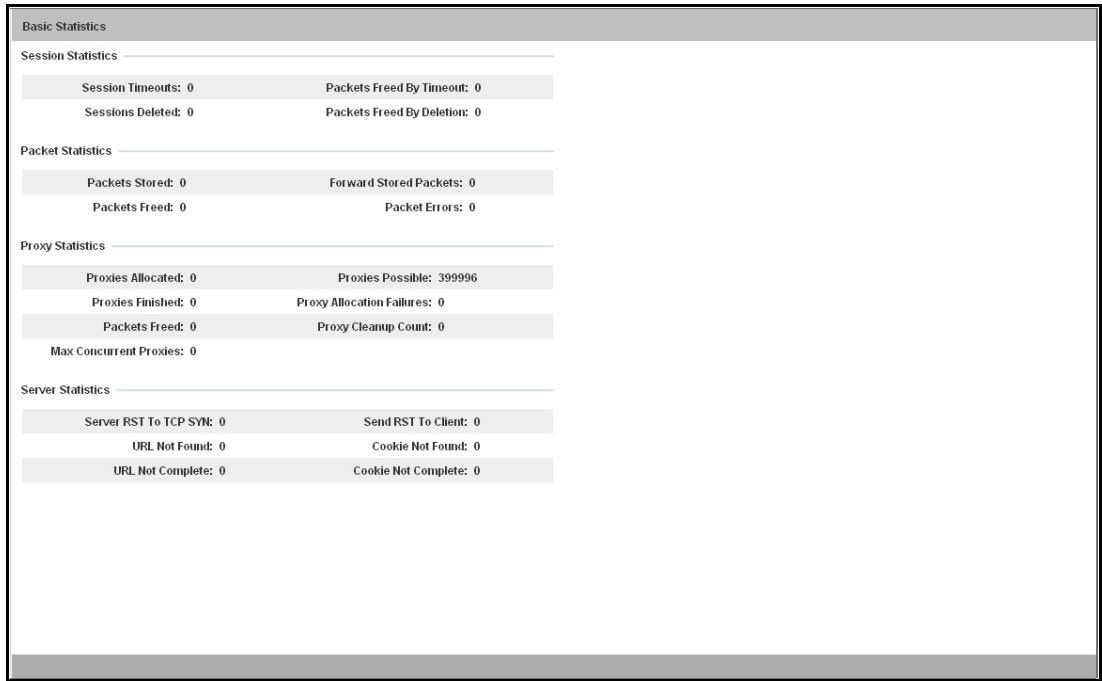 Basic Statistics
Session Statistics
Session Timeouts: 0 Packets Freed By Timeout: 0
Sessions Deleted: 0 Packets Freed By Deletion: 0
Packet Statistics
Packets Stored: 0 Forward Stored Packets: 0
Packets Freed: 0 Packet Errors: 0
Proxy Statistics
Proxies Allocated: 0 Proxies Possible: 399996
Proxies Finished: 0 Proxy Allocation Failures: 0
Packets Freed: 0 Proxy Cleanup Count: 0
Max Concurrent Proxies: 0
Server Statistics
Server RST To TCP SYN: 0 Send RST To Client: 0
URL Not Found: 0 Cookie Not Found: 0
URL Not Complete: 0 Cookie Not Complete: 0